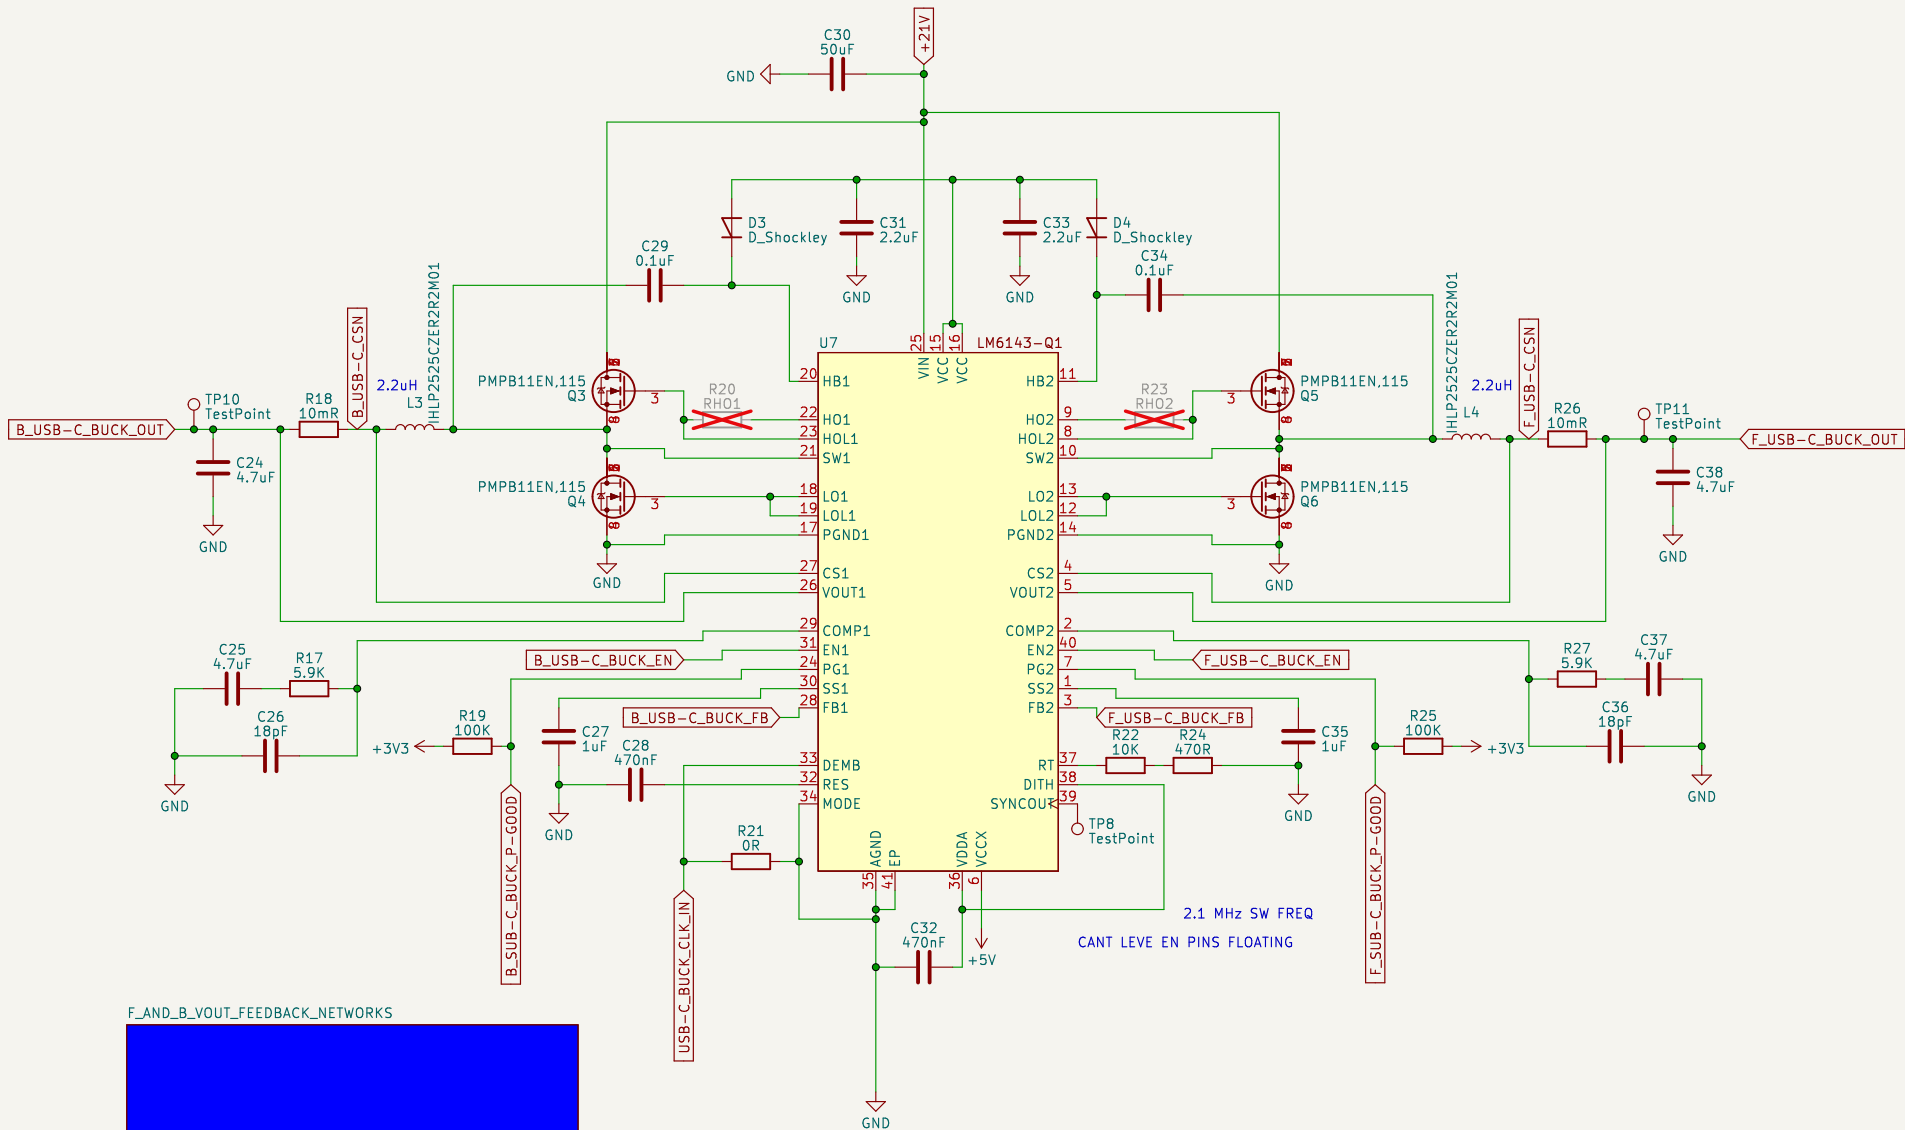 +21V
C30
50uF
GND
D3
D_Shockley
C31
2.2uF
GND
C33
2.2uF
GND
D4
D_Shockley
C29
0.1uF
C34
0.1uF
IHLP2525CZER2R2M01
2.2uH
L3
B_USB-C_CSN
R18
10mR
TP10
TestPoint
B_USB-C_BUCK_OUT
C24
4.7uF
GND
PMPB11EN,115
Q3
3
PMPB11EN,115
Q4
3
GND
R20
RHO1
U7
LM6143-Q1
25
VIN
15
VCC
16
VCC
20
HB1
22
HO1
23
HOL1
21
SW1
18
LO1
19
LOL1
17
PGND1
27
CS1
26
VOUT1
29
COMP1
31
EN1
24
PG1
30
SS1
28
FB1
33
DEMB
32
RES
34
MODE
HB2
11
HO2
9
HOL2
8
SW2
10
LO2
13
LOL2
12
PGND2
14
CS2
4
VOUT2
5
COMP2
2
EN2
40
PG2
7
SS2
1
FB2
3
RT
37
DITH
38
SYNCOUT
39
AGND
35
EP
41
VDDA
36
VCCX
6
R23
RHO2
PMPB11EN,115
Q5
3
PMPB11EN,115
Q6
3
GND
IHLP2525CZER2R2M01
2.2uH
L4
F_USB-C_CSN
R26
10mR
TP11
TestPoint
F_USB-C_BUCK_OUT
C38
4.7uF
GND
C25
4.7uF
R17
5.9K
C26
18pF
GND
B_USB-C_BUCK_EN
B_USB-C_BUCK_FB
+3V3
R19
100K
B_SUB-C_BUCK_P-GOOD
C27
1uF
C28
470nF
GND
R21
0R
USB-C_BUCK_CLK_IN
C32
470nF
+5V
GND
F_USB-C_BUCK_EN
F_USB-C_BUCK_FB
R22
10K
R24
470R
C35
1uF
GND
TP8
TestPoint
R25
100K
+3V3
F_SUB-C_BUCK_P-GOOD
R27
5.9K
C37
4.7uF
C36
18pF
GND
2.1 MHz SW FREQ
CANT LEVE EN PINS FLOATING
F_AND_B_VOUT_FEEDBACK_NETWORKS